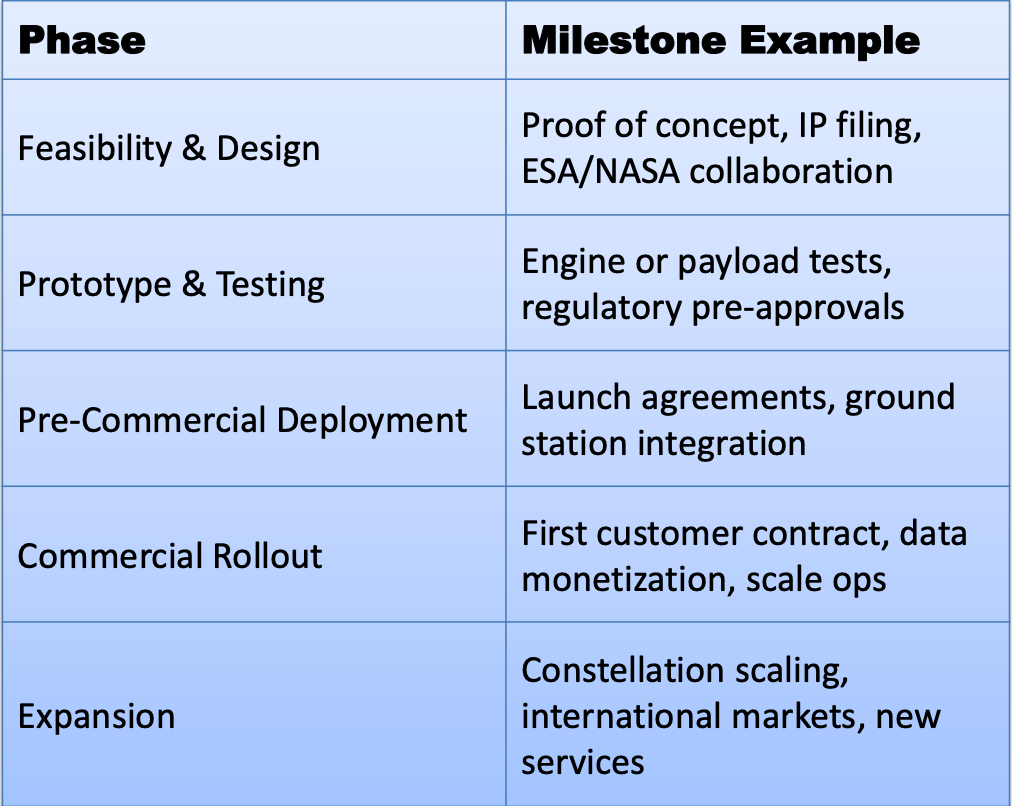 Phase
Milestone Example
Feasibility & Design
Proof of concept, IP filing,
ESA/NASA collaboration
Prototype & Testing
Engine or payload tests,
regulatory pre-approvals
Pre-Commercial Deployment
Launch agreements, ground
station integration
Commercial Rollout
First customer contract, data
monetization, scale ops
Expansion
Constellation scaling,
international markets, new
services